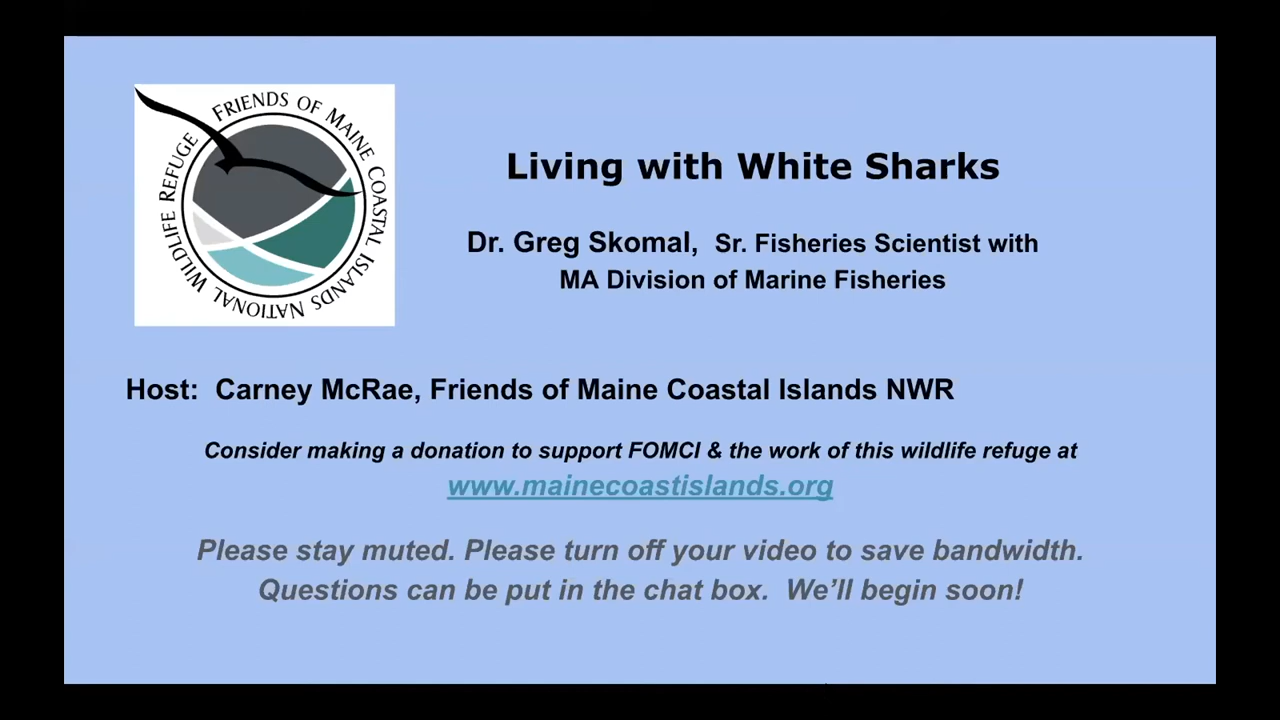 FRIENDS OF MAINE COASTAL ISLANDS NATIONAL WILDLIFE REFUGE
Living with White Sharks
Dr. Greg Skomal, Sr. Fisheries Scientist with
MA Division of Marine Fisheries
Host: Carney McRae, Friends of Maine Coastal Islands NWR
Consider making a donation to support FOMCI & the work of this wildlife refuge at
www.mainecoastislands.org
Please stay muted. Please turn off your video to save bandwidth.
Questions can be put in the chat box. We’ll begin soon!